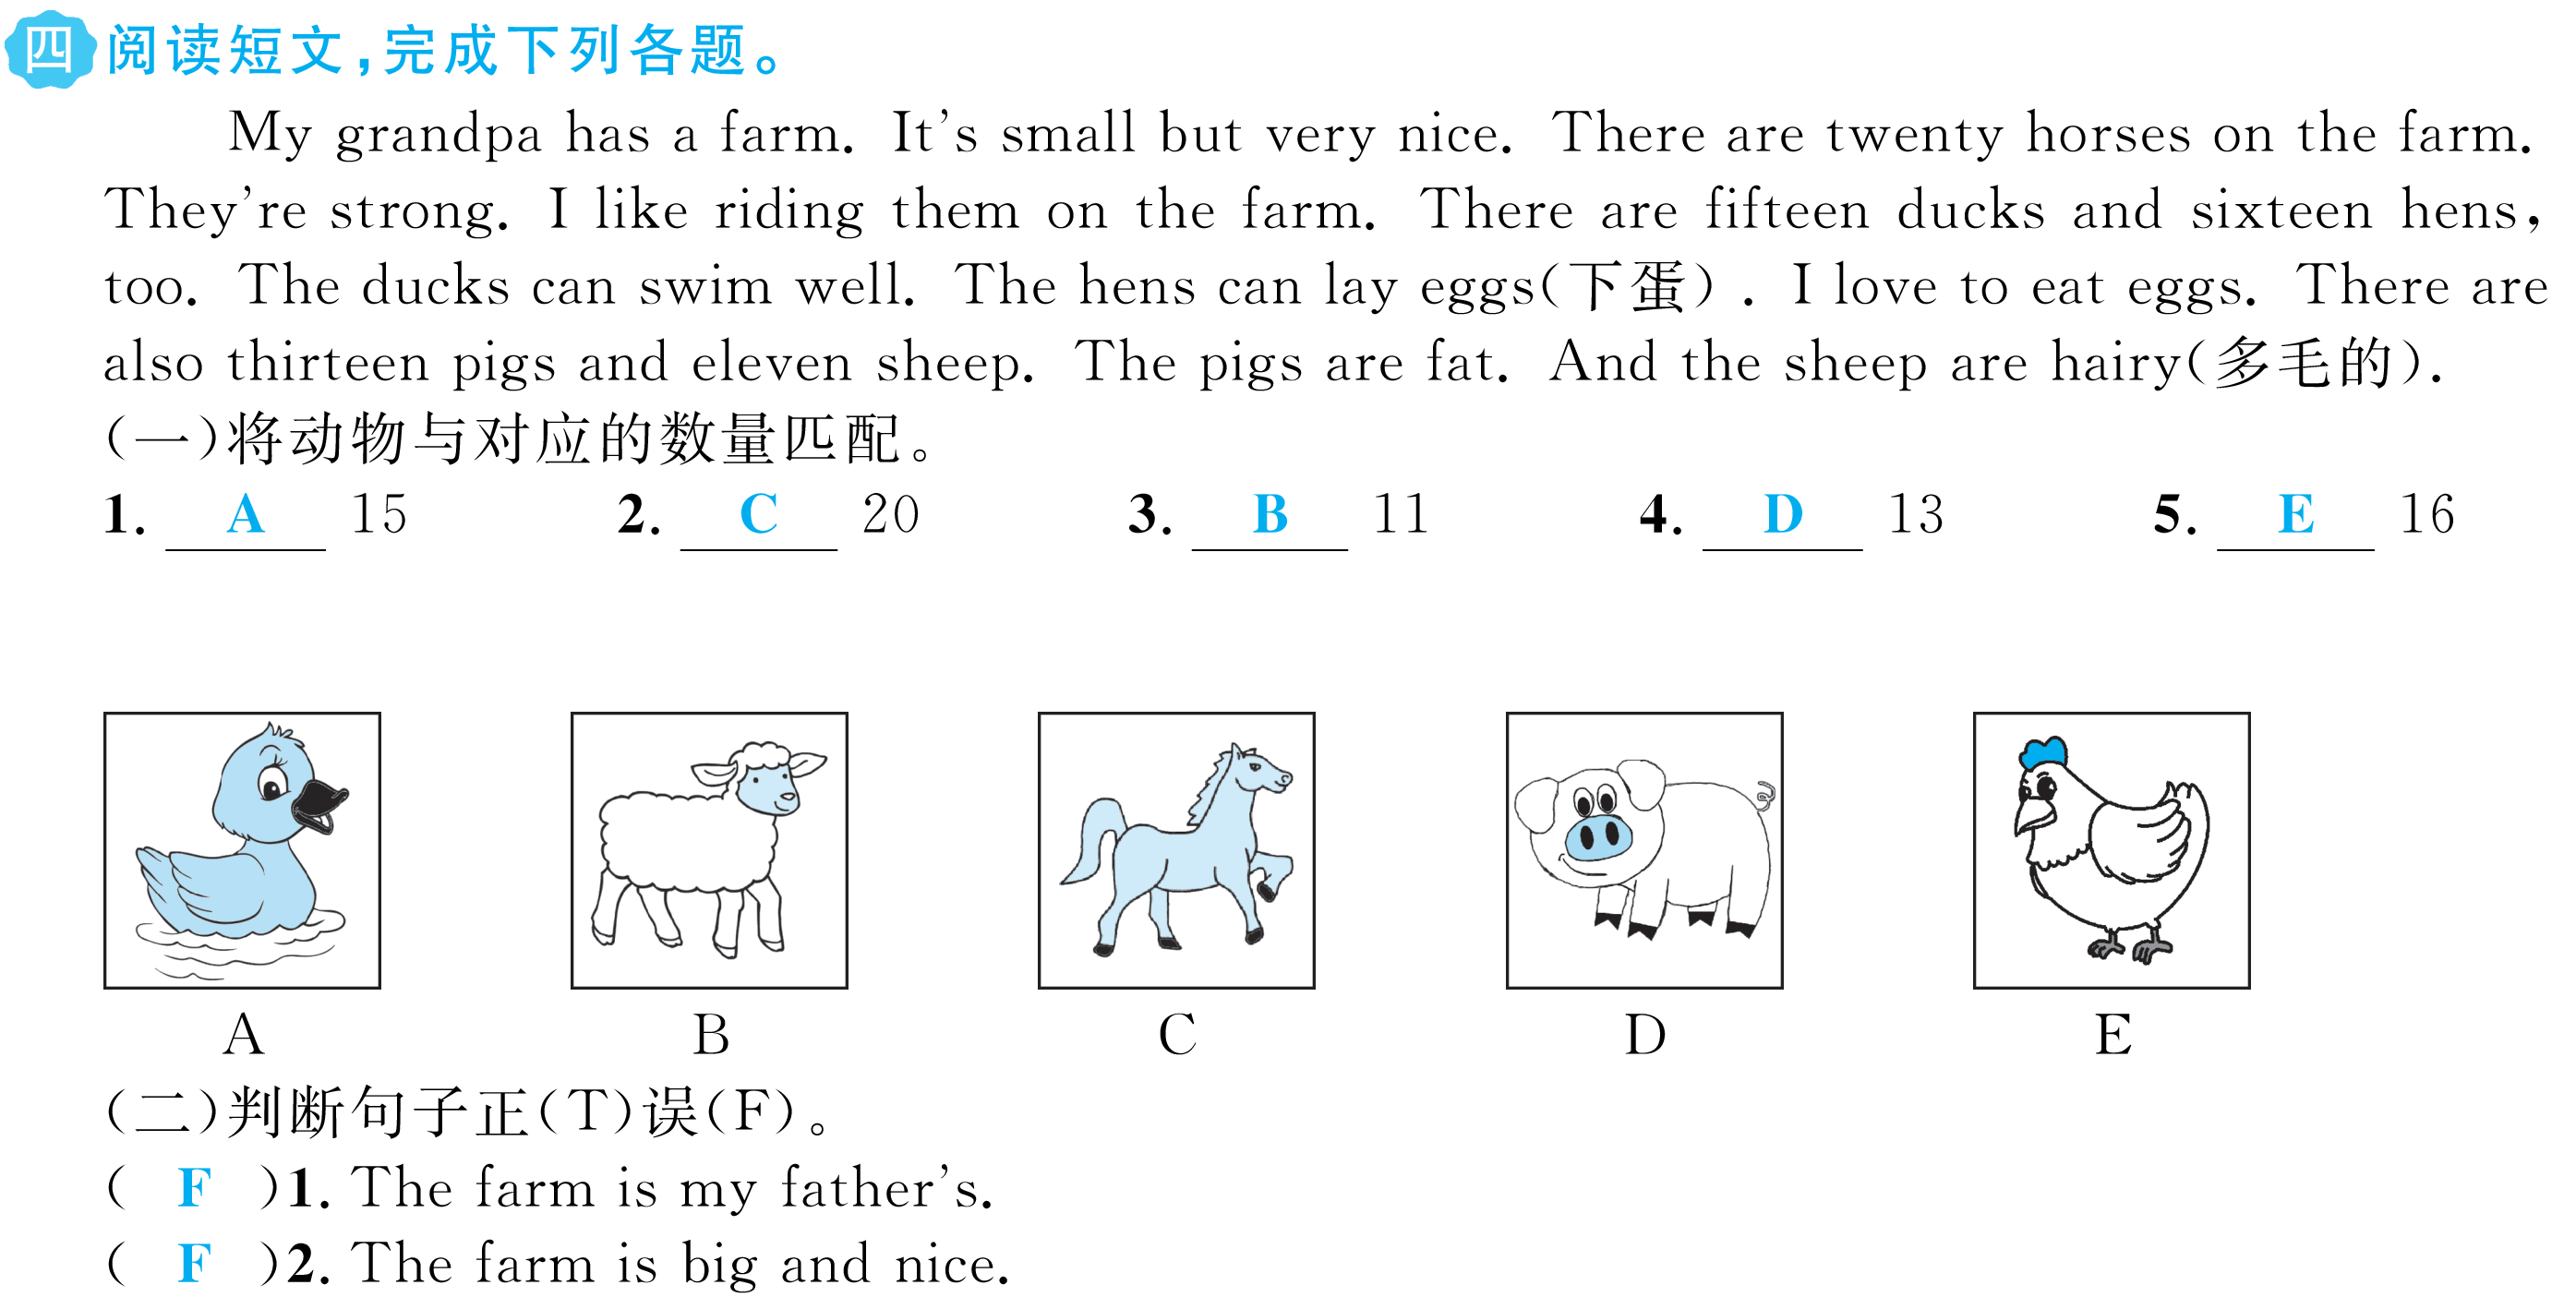 四 阅读短文,完成下列各题。
My grandpa has a farm. It's small but very nice. There are twenty horses on the farm.
They're strong. I like riding them on the farm. There are fifteen ducks and sixteen hens,
too. The ducks can swim well. The hens can lay eggs(下蛋). I love to eat eggs. There are
also thirteen pigs and eleven sheep. The pigs are fat. And the sheep are hairy(多毛的).
(一)将动物与对应的数量匹配。
1. A 15 2. C 20 3. B 11 4. D 13 5. E 16
A B C D E
(二)判断句子正(T)误(F)。
( F )1. The farm is my father's.
( F )2. The farm is big and nice.